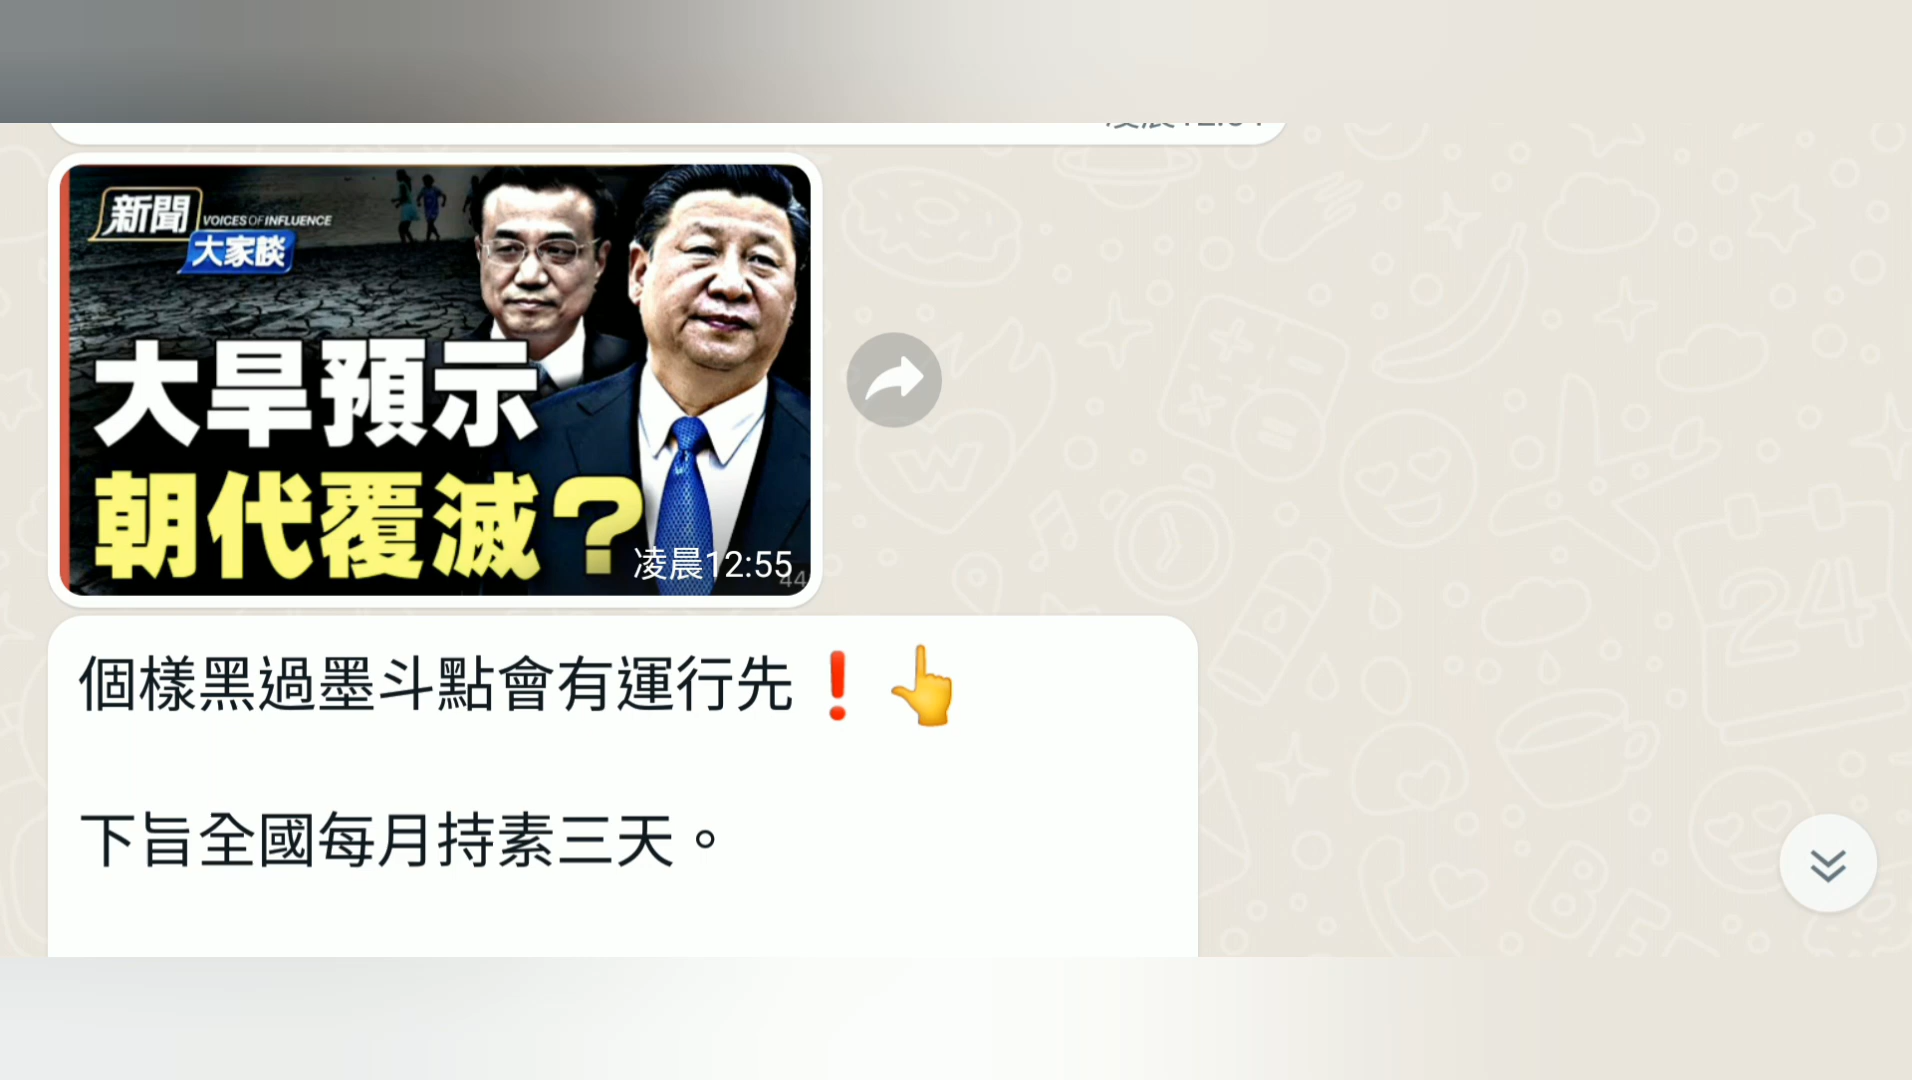 新聞
VOICES OF INFLUENCE
大家談
大旱預示
朝代覆滅?
凌晨12:55
44
個樣黑過墨斗點會有運行先❗👆
下旨全國每月持素三天。